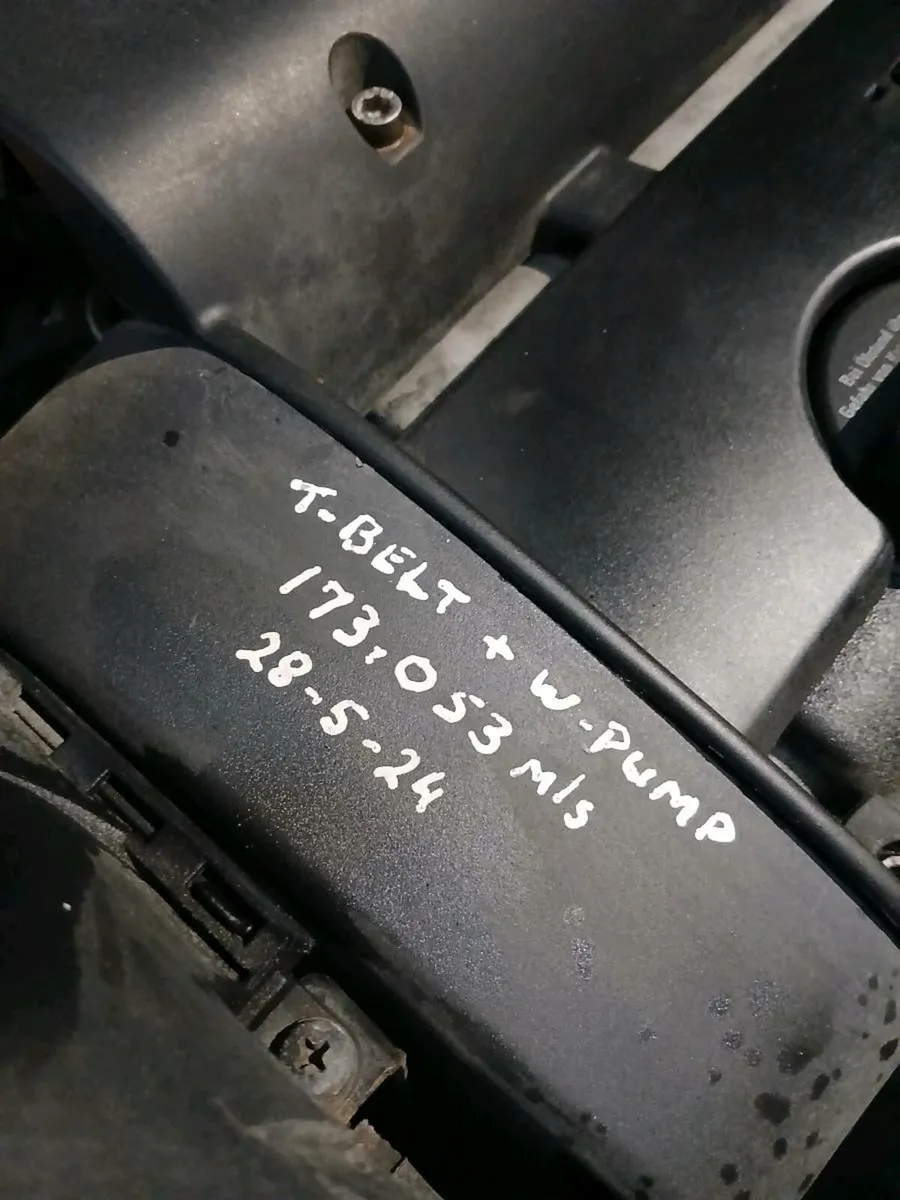 T-BELT + W-PUMP
173,053 M/S
28-5-24